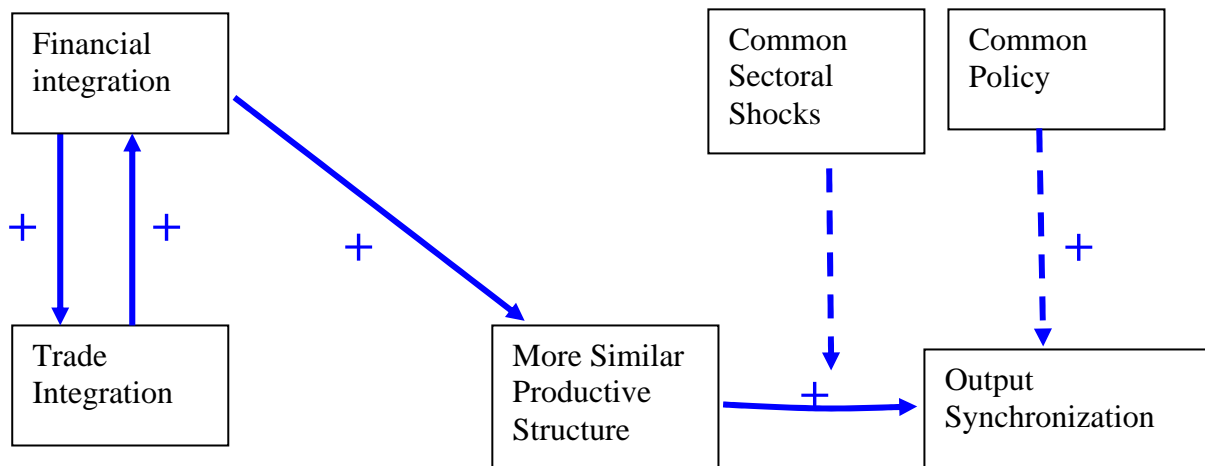 Financial
integration
Common
Sectoral
Shocks
Common
Policy
+
+
+
+
Trade
Integration
More Similar
Productive
Structure
+
Output
Synchronization